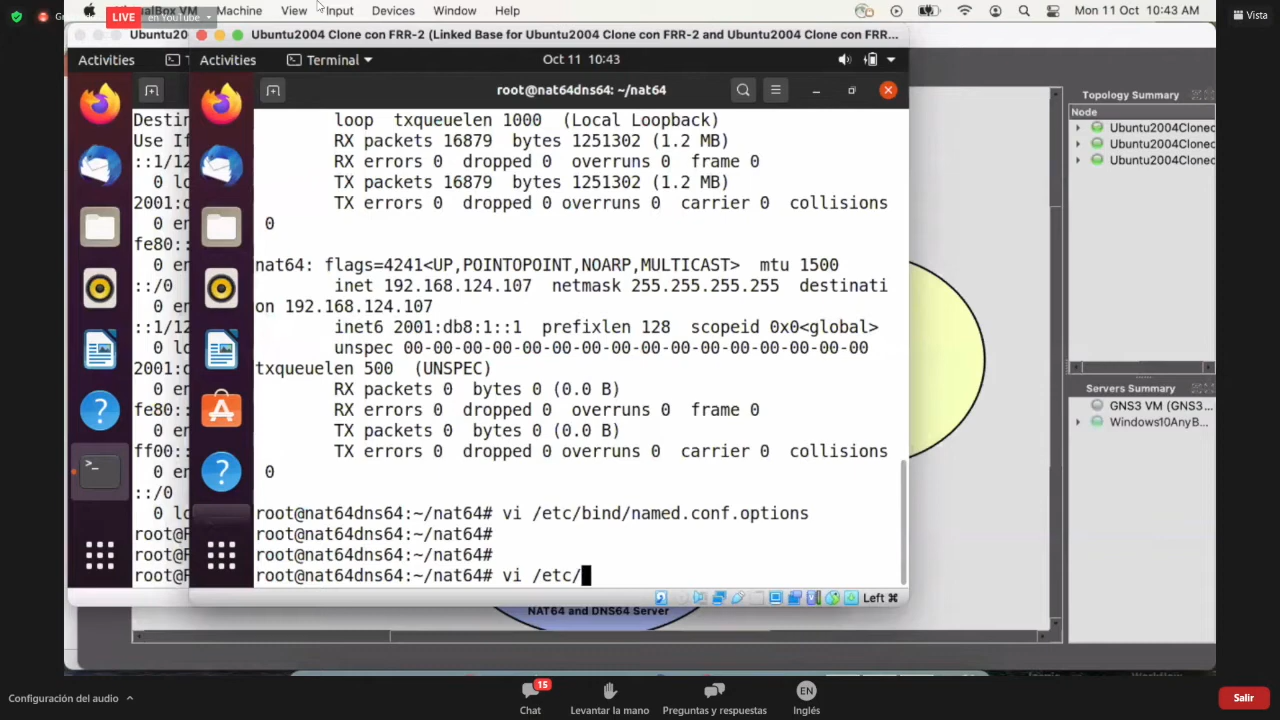 VirtualBox VM Machine View Input Devices Window Help Mon 11 Oct 10:43 AM
LIVE en YouTube
Vista
Ubuntu2
Ubuntu2004 Clone con FRR-2 (Linked Base for Ubuntu2004 Clone con FRR-2 and Ubuntu2004 Clone con FRR...
Activities
Activities Terminal Oct 11 10:43
root@nat64dns64: ~/nat64
Destin
Use If
::1/12
0 lo
2001:d
0 en
fe80::
0 en
::/0
0 en
::1/12
0 lo
2001:d
0 en
fe80::
0 en
ff00::
0 en
::/0
0 lo
root@F
root@F
root@F
loop txqueuelen 1000 (Local Loopback)
RX packets 16879 bytes 1251302 (1.2 MB)
RX errors 0 dropped 0 overruns 0 frame 0
TX packets 16879 bytes 1251302 (1.2 MB)
TX errors 0 dropped 0 overruns 0 carrier 0 collisions
0
nat64: flags=4241<UP,POINTOPOINT,NOARP,MULTICAST> mtu 1500
inet 192.168.124.107 netmask 255.255.255.255 destinati
on 192.168.124.107
inet6 2001:db8:1::1 prefixlen 128 scopeid 0x0<global>
unspec 00-00-00-00-00-00-00-00-00-00-00-00-00-00-00-00
txqueuelen 500 (UNSPEC)
RX packets 0 bytes 0 (0.0 B)
RX errors 0 dropped 0 overruns 0 frame 0
TX packets 0 bytes 0 (0.0 B)
TX errors 0 dropped 0 overruns 0 carrier 0 collisions
0
root@nat64dns64:~/nat64# vi /etc/bind/named.conf.options
root@nat64dns64:~/nat64#
root@nat64dns64:~/nat64#
root@nat64dns64:~/nat64# vi /etc/
Left ⌘
NAT64 and DNS64 Server
Topology Summary
Node
Ubuntu2004Clonec
Ubuntu2004Clonec
Ubuntu2004Clonec
Servers Summary
GNS3 VM (GNS3...
Windows10AnyB...
Configuración del audio
15
Chat
Levantar la mano
Preguntas y respuestas
EN
Inglés
Salir